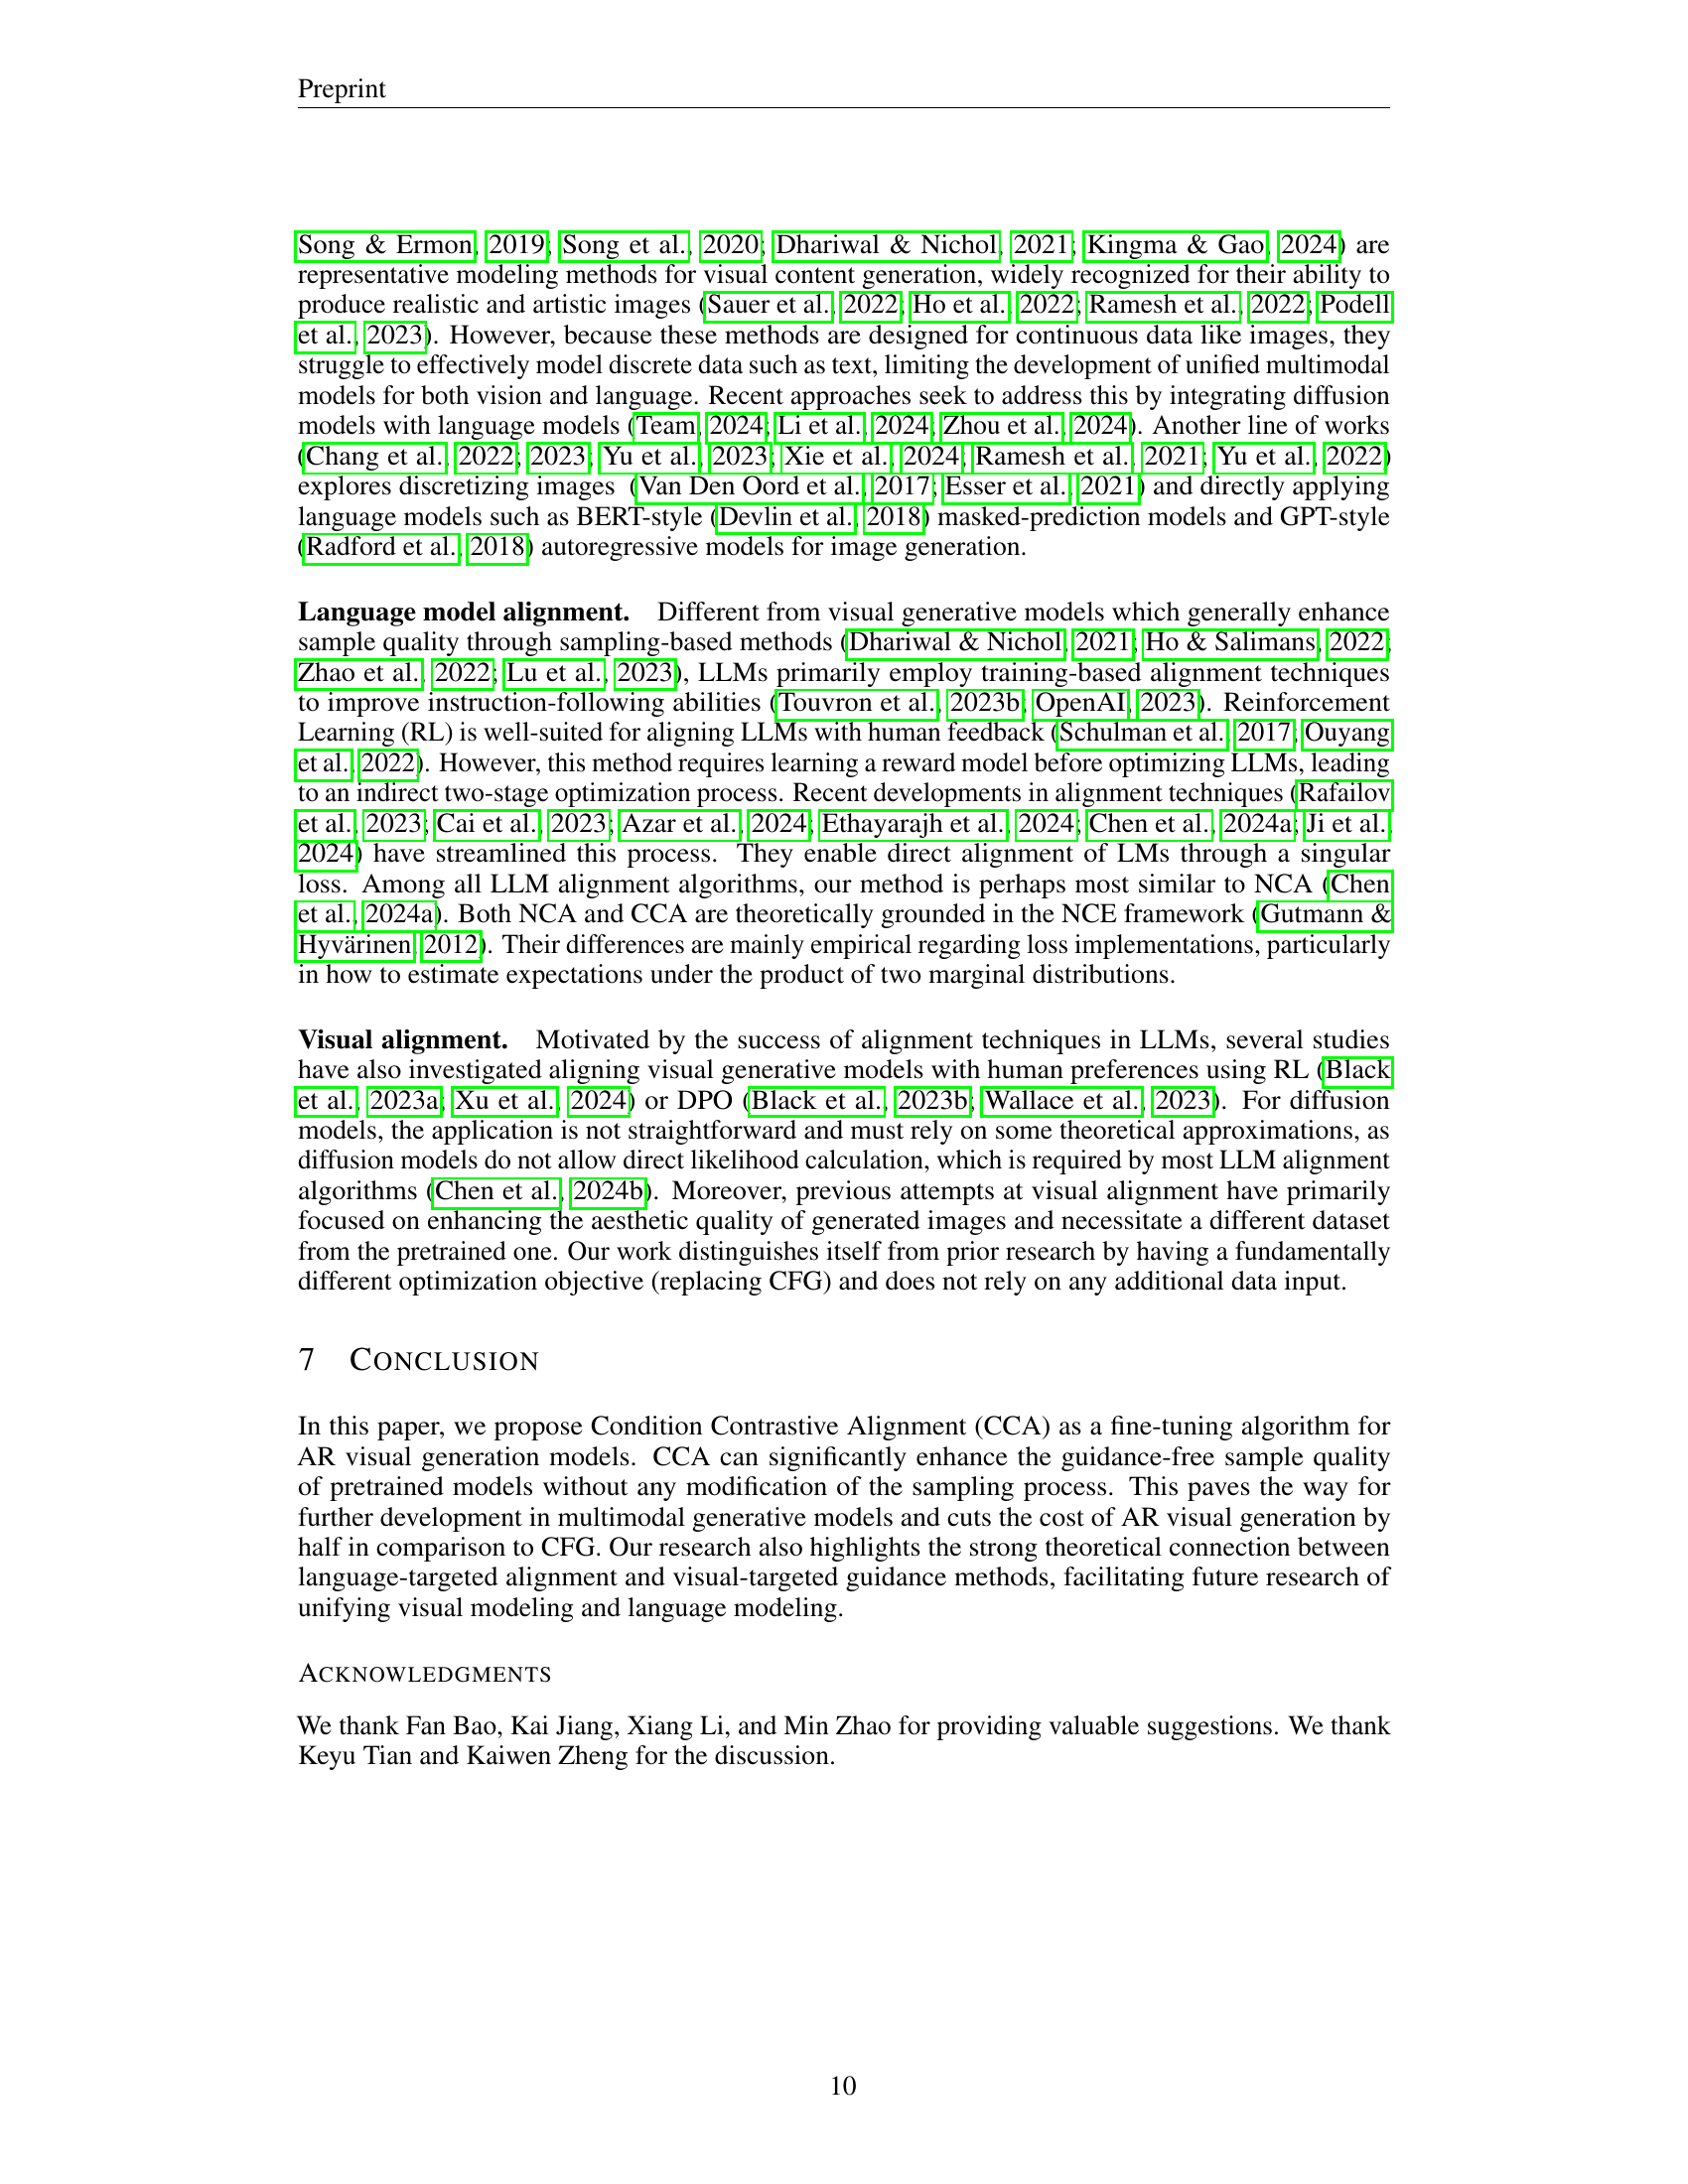 Preprint
Song & Ermon, 2019; Song et al., 2020; Dhariwal & Nichol, 2021; Kingma & Gao, 2024) are
representative modeling methods for visual content generation, widely recognized for their ability to
produce realistic and artistic images (Sauer et al., 2022; Ho et al., 2022; Ramesh et al., 2022; Podell
et al., 2023). However, because these methods are designed for continuous data like images, they
struggle to effectively model discrete data such as text, limiting the development of unified multimodal
models for both vision and language. Recent approaches seek to address this by integrating diffusion
models with language models (Team, 2024; Li et al., 2024; Zhou et al., 2024). Another line of works
(Chang et al., 2022; 2023; Yu et al., 2023; Xie et al., 2024; Ramesh et al., 2021; Yu et al., 2022)
explores discretizing images (Van Den Oord et al., 2017; Esser et al., 2021) and directly applying
language models such as BERT-style (Devlin et al., 2018) masked-prediction models and GPT-style
(Radford et al., 2018) autoregressive models for image generation.
Language model alignment. Different from visual generative models which generally enhance
sample quality through sampling-based methods (Dhariwal & Nichol, 2021; Ho & Salimans, 2022;
Zhao et al., 2022; Lu et al., 2023), LLMs primarily employ training-based alignment techniques
to improve instruction-following abilities (Touvron et al., 2023b; OpenAI, 2023). Reinforcement
Learning (RL) is well-suited for aligning LLMs with human feedback (Schulman et al., 2017; Ouyang
et al., 2022). However, this method requires learning a reward model before optimizing LLMs, leading
to an indirect two-stage optimization process. Recent developments in alignment techniques (Rafailov
et al., 2023; Cai et al., 2023; Azar et al., 2024; Ethayarajh et al., 2024; Chen et al., 2024a; Ji et al.,
2024) have streamlined this process. They enable direct alignment of LMs through a singular
loss. Among all LLM alignment algorithms, our method is perhaps most similar to NCA (Chen
et al., 2024a). Both NCA and CCA are theoretically grounded in the NCE framework (Gutmann &
Hyvärinen, 2012). Their differences are mainly empirical regarding loss implementations, particularly
in how to estimate expectations under the product of two marginal distributions.
Visual alignment. Motivated by the success of alignment techniques in LLMs, several studies
have also investigated aligning visual generative models with human preferences using RL (Black
et al., 2023a; Xu et al., 2024) or DPO (Black et al., 2023b; Wallace et al., 2023). For diffusion
models, the application is not straightforward and must rely on some theoretical approximations, as
diffusion models do not allow direct likelihood calculation, which is required by most LLM alignment
algorithms (Chen et al., 2024b). Moreover, previous attempts at visual alignment have primarily
focused on enhancing the aesthetic quality of generated images and necessitate a different dataset
from the pretrained one. Our work distinguishes itself from prior research by having a fundamentally
different optimization objective (replacing CFG) and does not rely on any additional data input.
7 CONCLUSION
In this paper, we propose Condition Contrastive Alignment (CCA) as a fine-tuning algorithm for
AR visual generation models. CCA can significantly enhance the guidance-free sample quality
of pretrained models without any modification of the sampling process. This paves the way for
further development in multimodal generative models and cuts the cost of AR visual generation by
half in comparison to CFG. Our research also highlights the strong theoretical connection between
language-targeted alignment and visual-targeted guidance methods, facilitating future research of
unifying visual modeling and language modeling.
ACKNOWLEDGMENTS
We thank Fan Bao, Kai Jiang, Xiang Li, and Min Zhao for providing valuable suggestions. We thank
Keyu Tian and Kaiwen Zheng for the discussion.
10